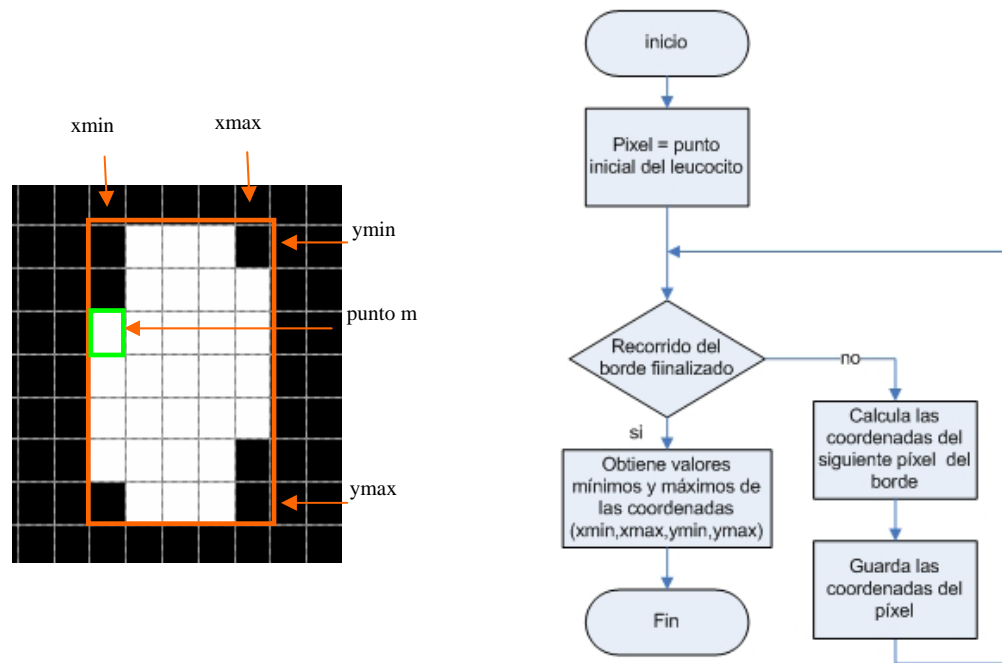 xmin
xmax
ymin
punto m
ymax
inicio
Pixel = punto
inicial del leucocito
Recorrido del
borde fiinalizado
no
si
Calcula las
coordenadas del
siguiente píxel del
borde
Obtiene valores
mínimos y máximos de
las coordenadas
(xmin,xmax,ymin,ymax)
Guarda las
coordenadas del
píxel
Fin